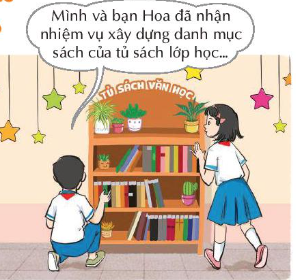 Mình và bạn Hoa đã nhận
nhiệm vụ xây dựng danh mục
sách của tủ sách lớp học...
TỦ SÁCH VĂN HỌC